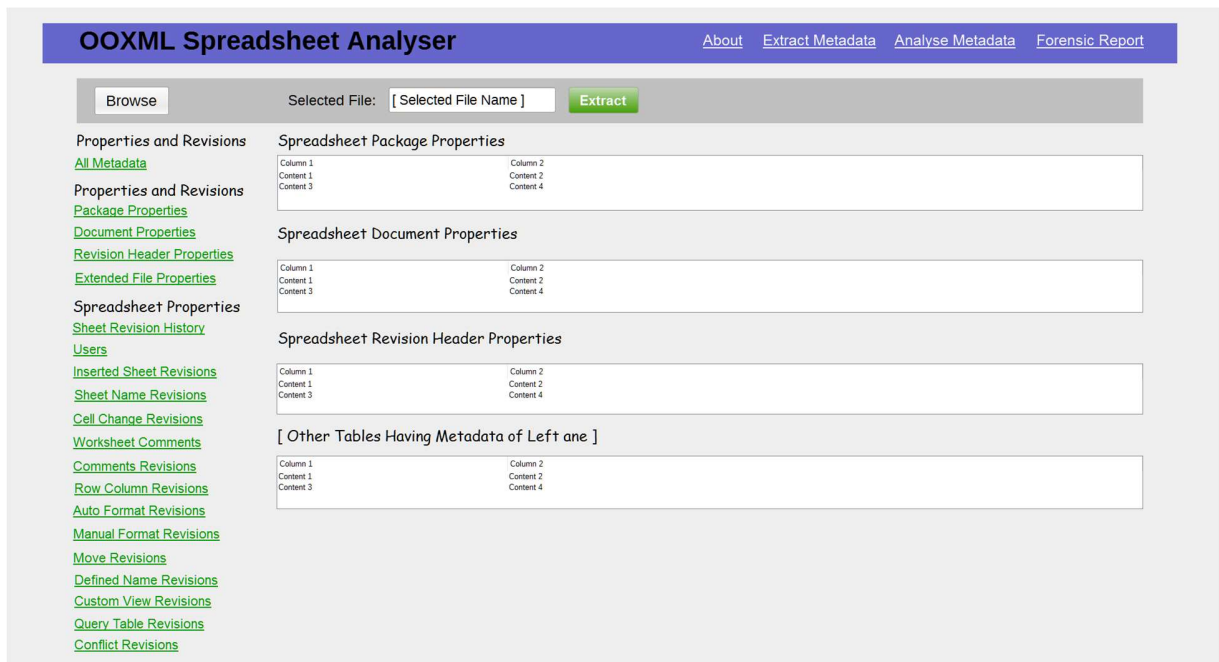 OOXML Spreadsheet Analyser
About Extract Metadata Analyse Metadata Forensic Report
Browse Selected File: [ Selected File Name ] Extract
Properties and Revisions
All Metadata
Properties and Revisions
Package Properties
Document Properties
Revision Header Properties
Extended File Properties
Spreadsheet Properties
Sheet Revision History
Users
Inserted Sheet Revisions
Sheet Name Revisions
Cell Change Revisions
Worksheet Comments
Comments Revisions
Row Column Revisions
Auto Format Revisions
Manual Format Revisions
Move Revisions
Defined Name Revisions
Custom View Revisions
Query Table Revisions
Conflict Revisions
Spreadsheet Package Properties
Column 1 Column 2
Content 1 Content 2
Content 3 Content 4
Spreadsheet Document Properties
Column 1 Column 2
Content 1 Content 2
Content 3 Content 4
Spreadsheet Revision Header Properties
Column 1 Column 2
Content 1 Content 2
Content 3 Content 4
[ Other Tables Having Metadata of Left ane ]
Column 1 Column 2
Content 1 Content 2
Content 3 Content 4